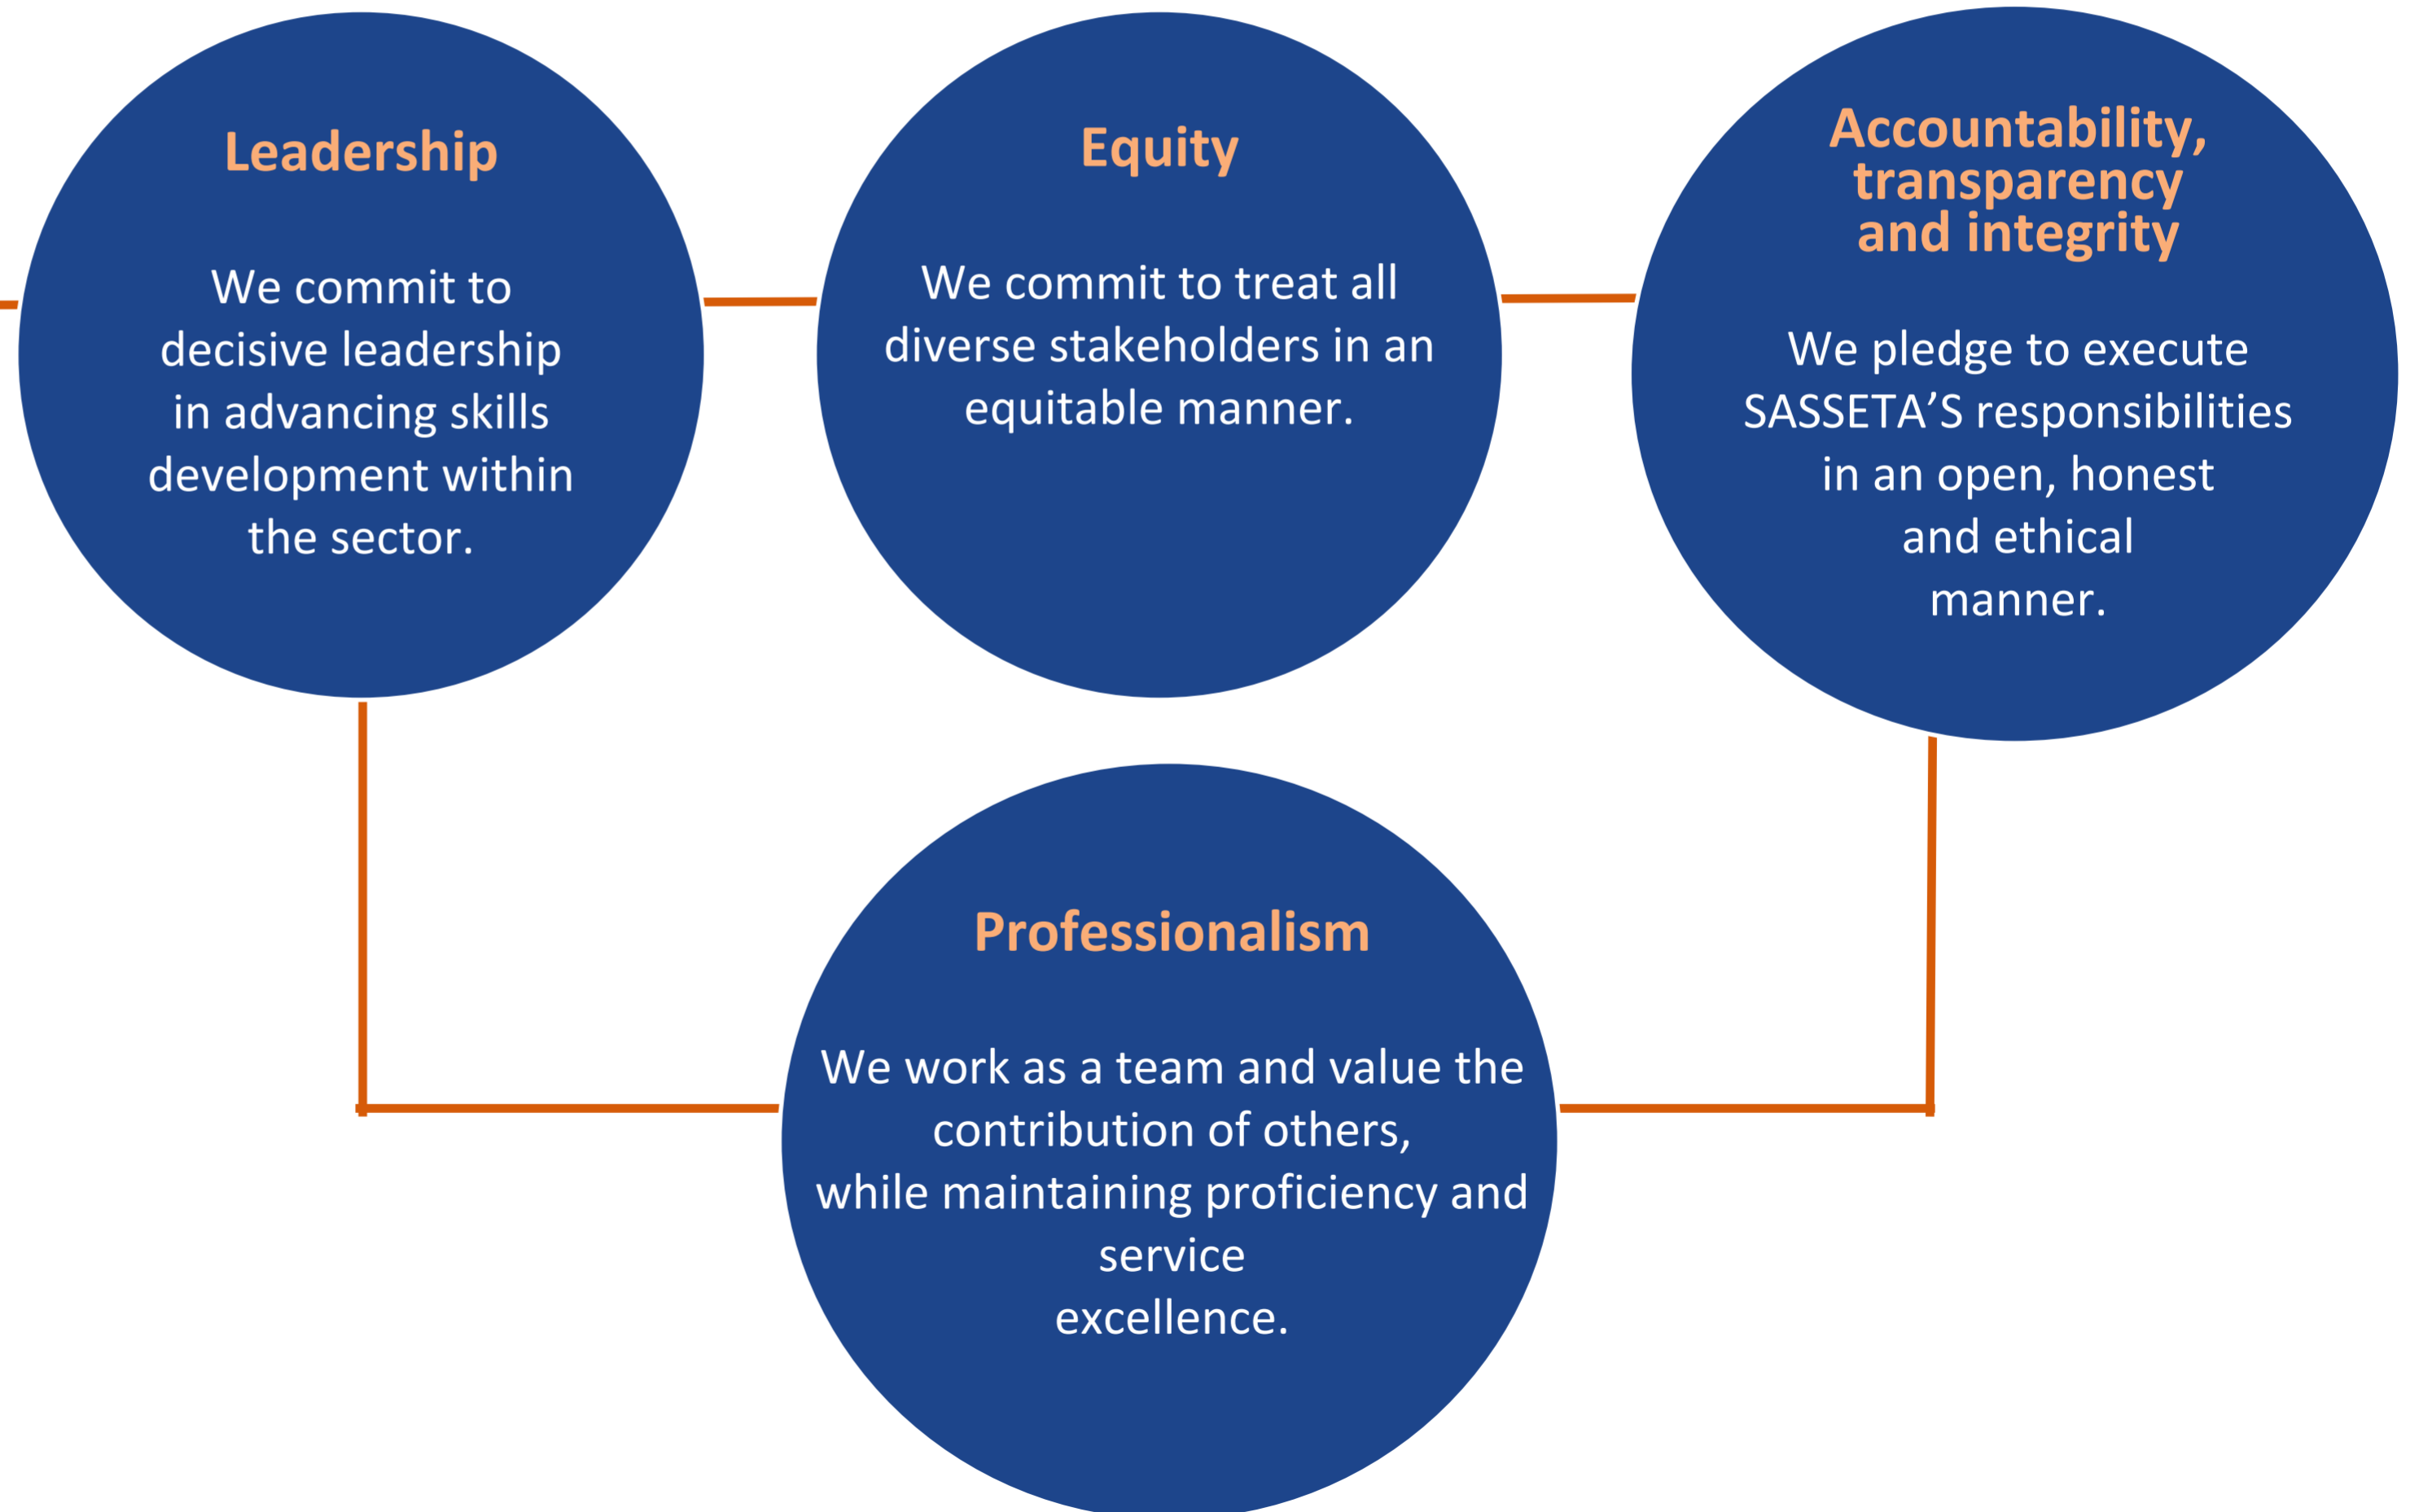 Leadership
We commit to
decisive leadership
in advancing skills
development within
the sector.
Equity
We commit to treat all
diverse stakeholders in an
equitable manner.
Accountability,
transparency
and integrity
We pledge to execute
SASSETA’S responsibilities
in an open, honest
and ethical
manner.
Professionalism
We work as a team and value the
contribution of others,
while maintaining proficiency and
service
excellence.